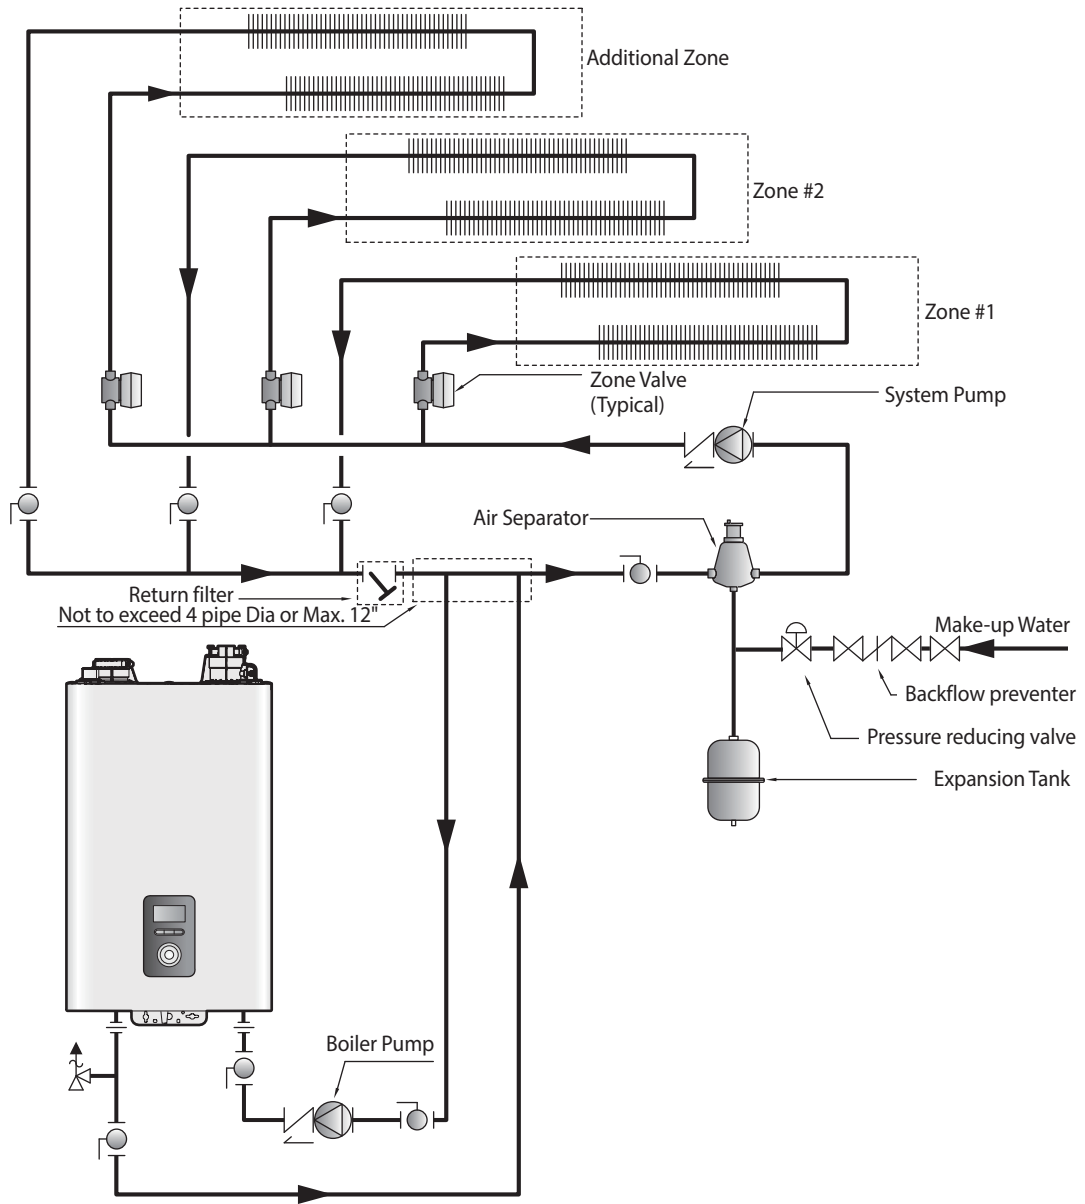 Additional Zone
Zone #2
Zone #1
Zone Valve
(Typical)
System Pump
Air Separator
Return filter
Not to exceed 4 pipe Dia or Max. 12"
Make-up Water
Backflow preventer
Pressure reducing valve
Expansion Tank
Boiler Pump